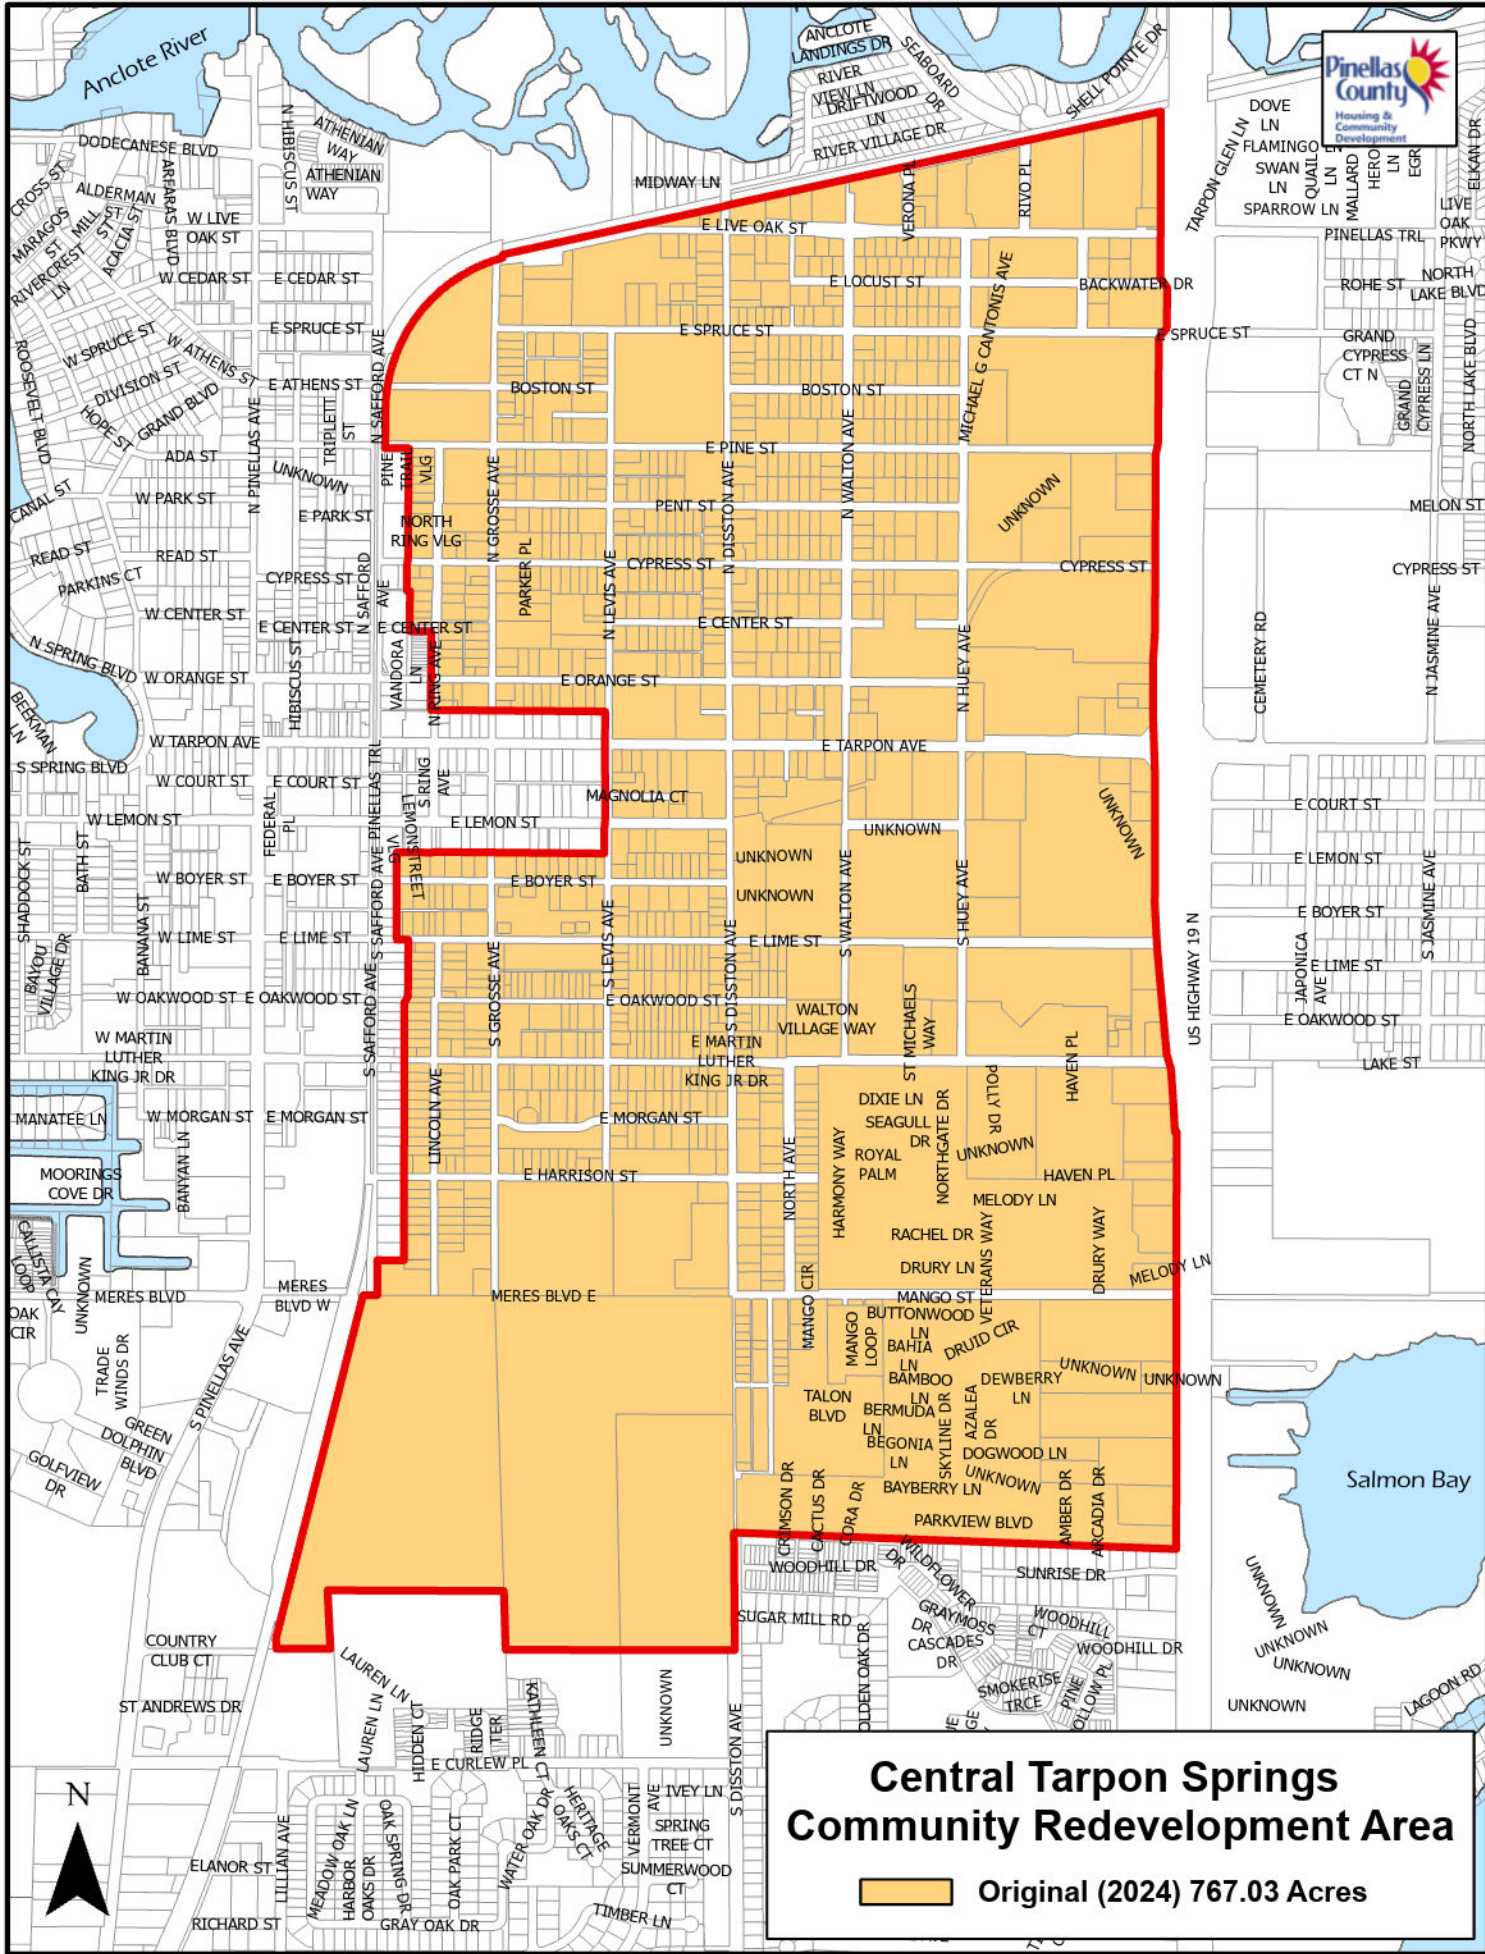 Anclote River
ANCLOTE
LANDINGS DR
SEABOARD
DR
SHELL POINTE DR
RIVER
VIEW LN
DRIFTWOOD
LN
RIVER VILLAGE DR
Pinellas
County
Housing &
Community
Development
DOVE
LN
FLAMINGO LN
SWAN
LN
QUAIL
LN
MALLARD
HERO
LN
EGR
SPARROW LN
ELKAN DR
TARPON GLEN LN
LIVE
OAK
PKWY
PINELLAS TRL
ROHE ST
NORTH
LAKE BLVD
DODECANESE BLVD
N HIBISCUS ST
ATHENIAN
WAY
ATHENIAN
WAY
CROSS ST
ALDERMAN
ST
ARFARAS BLVD
MARAGOS
ST
MILL
ST
ACACIA ST
RIVERCREST
LN
W LIVE
OAK ST
W CEDAR ST
E CEDAR ST
MIDWAY LN
E LIVE OAK ST
VERONA PL
RIVO PL
E LOCUST ST
MICHAEL G CANTONIS AVE
BACKWATER DR
E SPRUCE ST
E SPRUCE ST
E SPRUCE ST
W SPRUCE ST
W ATHENS ST
E ATHENS ST
N SAFFORD AVE
BOSTON ST
BOSTON ST
GRAND
CYPRESS
CT N
GRAND
CYPRESS LN
NORTH LAKE BLVD
ROOSEVELT BLVD
DIVISION ST
HOPE ST
GRAND BLVD
TRIPLETT
ST
N PINELLAS AVE
ADA ST
UNKNOWN
E PINE ST
PINE
TRAIL
VLG
N GROSSE AVE
N WALTON AVE
CANAL ST
W PARK ST
E PARK ST
NORTH
RING VLG
PENT ST
N DISSTON AVE
UNKNOWN
MELON ST
READ ST
READ ST
PARKINS CT
CYPRESS ST
CYPRESS ST
CYPRESS ST
CYPRESS ST
PARKER PL
N LEVIS AVE
N SAFFORD
AVE
W CENTER ST
E CENTER ST
E CENTER ST
E CENTER ST
N SPRING BLVD
HIBISCUS ST
VANDORA
LN
N RING AVE
N HUEY AVE
CEMETERY RD
N JASMINE AVE
W ORANGE ST
E ORANGE ST
BEEKMAN
LN
W TARPON AVE
E TARPON AVE
S SPRING BLVD
W COURT ST
E COURT ST
PINELLAS TRL
S RING
AVE
MAGNOLIA CT
UNKNOWN
E COURT ST
W LEMON ST
FEDERAL
PL
LEMONSTREET
VLG
E LEMON ST
UNKNOWN
UNKNOWN
E LEMON ST
SHADDOCK ST
BATH ST
W BOYER ST
E BOYER ST
E BOYER ST
UNKNOWN
S WALTON AVE
S HUEY AVE
E BOYER ST
S JASMINE AVE
BANANA ST
S SAFFORD AVE
S LEVIS AVE
S DISSTON AVE
US HIGHWAY 19 N
BAYOU
VILLAGE DR
W LIME ST
E LIME ST
E LIME ST
E LIME ST
JAPONICA
AVE
W OAKWOOD ST
E OAKWOOD ST
S GROSSE AVE
E OAKWOOD ST
WALTON
VILLAGE WAY
ST MICHAELS
WAY
E OAKWOOD ST
W MARTIN
LUTHER
KING JR DR
S SAFFORD AVE
E MARTIN
LUTHER
KING JR DR
HAVEN PL
LAKE ST
MANATEE LN
W MORGAN ST
E MORGAN ST
LINCOLN AVE
E MORGAN ST
DIXIE LN
SEAGULL
DR
POLLY DR
NORTHGATE DR
UNKNOWN
ROYAL
PALM
HARMONY WAY
NORTH AVE
MOORINGS
COVE DR
BANYAN LN
E HARRISON ST
HAVEN PL
MELODY LN
RACHEL DR
VETERANS WAY
DRURY WAY
DRURY LN
MELODY LN
CALLISTA CAY
LOOP
UNKNOWN
MERES BLVD
MERES
BLVD W
MERES BLVD E
MANGO CIR
MANGO ST
BUTTONWOOD
LN
OAK
CIR
TRADE
WINDS DR
S PINELLAS AVE
MANGO
LOOP
BAHIA
LN
DRUID CIR
UNKNOWN
UNKNOWN
BAMBOO
LN
DEWBERRY
LN
TALON
BLVD
BERMUDA
LN
SKYLINE DR
AZALEA
DR
GREEN
DOLPHIN
BLVD
BEGONIA
LN
DOGWOOD LN
GOLFVIEW
DR
UNKNOWN
BAYBERRY LN
Salmon Bay
CRIMSON DR
CACTUS DR
CORA DR
PARKVIEW BLVD
AMBER DR
ARCADIA DR
WOODHILL DR
WILDFLOWER
DR
SUNRISE DR
UNKNOWN
SUGAR MILL RD
GRAYMOSS
DR
WOODHILL
CT
CASCADES
DR
WOODHILL DR
UNKNOWN
UNKNOWN
COUNTRY
CLUB CT
LAUREN LN
SMOKERISE
TRCE
PINE
OLLOW PL
OLDEN OAK DR
LAGOON RD
ST ANDREWS DR
LAUREN LN
HIDDEN CT
RIDGE
TER
KATHLEEN CT
UNKNOWN
S DISSTON AVE
UNKNOWN
E CURLEW PL
N
Central Tarpon Springs
Community Redevelopment Area
Original (2024) 767.03 Acres
LILLIAN AVE
MEADOW OAK LN
HARBOR
OAKS DR
OAK SPRING DR
OAK PARK CT
WATER OAK DR
HERITAGE
OAKS CT
VERMONT
AVE
IVEY LN
SPRING
TREE CT
SUMMERWOOD
CT
ELANOR ST
RICHARD ST
GRAY OAK DR
TIMBER LN